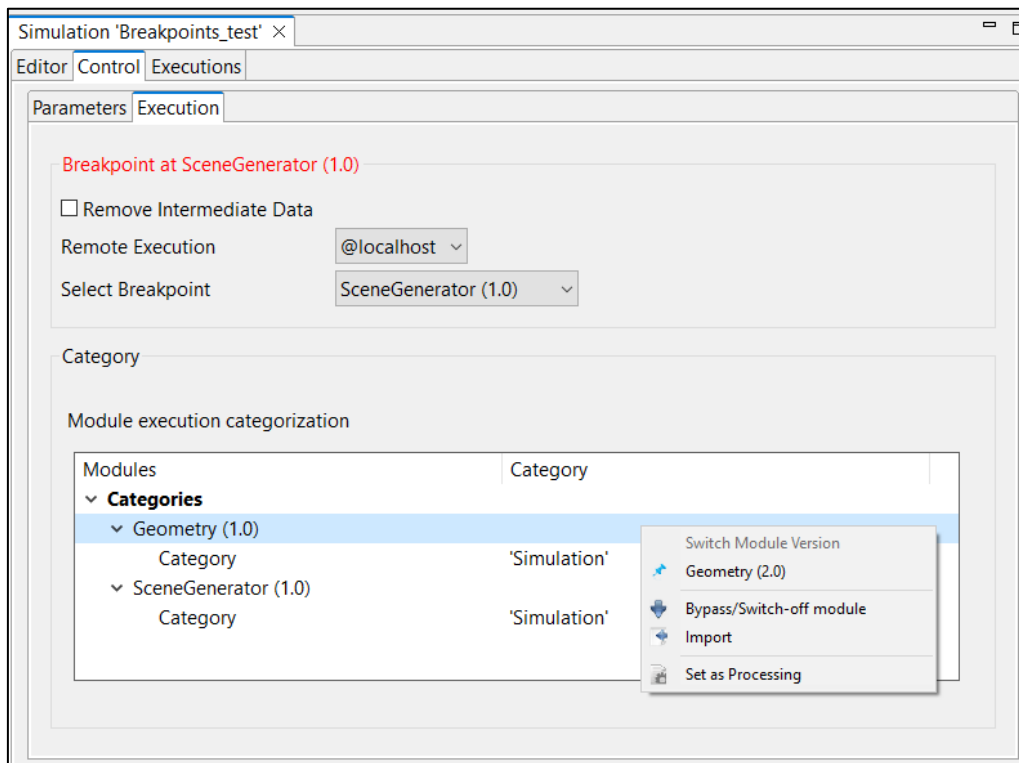 Simulation 'Breakpoints_test'
Editor Control Executions
Parameters Execution
Breakpoint at SceneGenerator (1.0)
Remove Intermediate Data
Remote Execution @localhost
Select Breakpoint SceneGenerator (1.0)
Category
Module execution categorization
Modules Category
Categories
Geometry (1.0)
Category 'Simulation'
SceneGenerator (1.0)
Category 'Simulation'
Switch Module Version
Geometry (2.0)
Bypass/Switch-off module
Import
Set as Processing